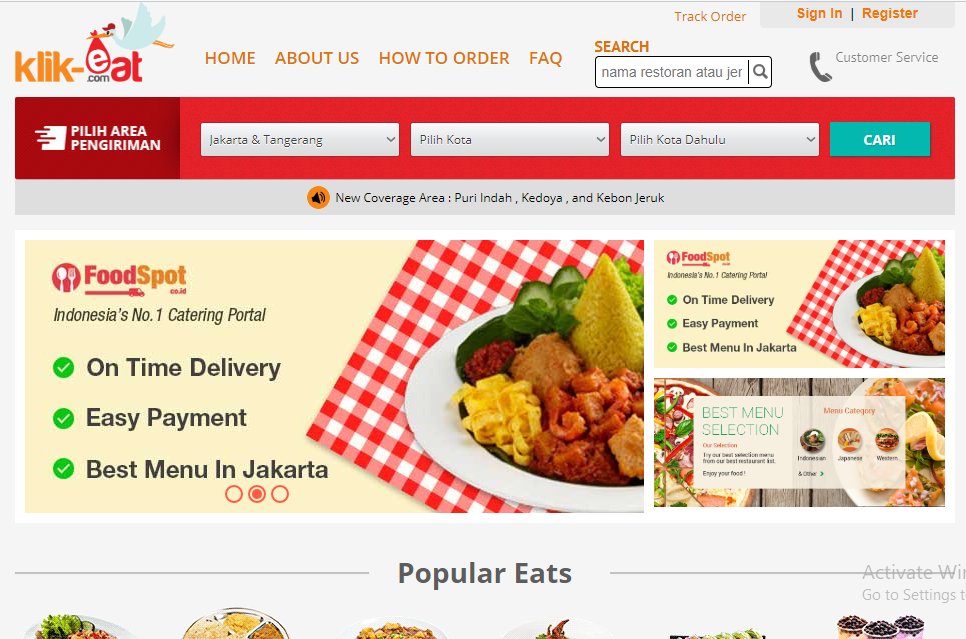 Track Order
Sign In | Register
klik-eat
.com
HOME ABOUT US HOW TO ORDER FAQ
SEARCH
nama restoran atau jer
Customer Service
PILIH AREA
PENGIRIMAN
Jakarta & Tangerang
Pilih Kota
Pilih Kota Dahulu
CARI
New Coverage Area : Puri Indah , Kedoya , and Kebon Jeruk
FoodSpot
co.id
Indonesia's No.1 Catering Portal
On Time Delivery
Easy Payment
Best Menu In Jakarta
FoodSpot
co.id
Indonesia's No.1 Catering Portal
On Time Delivery
Easy Payment
Best Menu In Jakarta
BEST MENU
SELECTION
Our Selection
Try our best selection menu
from our best restaurant list.
Enjoy your food !
Menu Category
Indonesian
Japanese
Western
& Other >
Popular Eats
Activate Wi
Go to Settings t